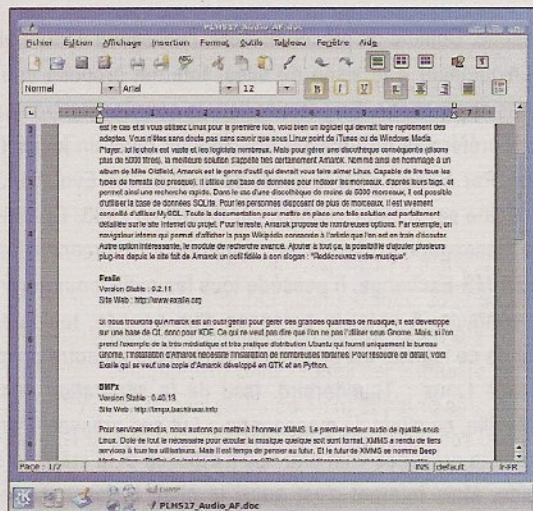 PLHS17_Audio_AF.doc
Fichier Édition Affichage Insertion Format Outils Tableau Fenêtre Aide
Normal Arial 12
est le cas et si vous utilisez Linux pour la première fois, voici bien un logiciel qui devrait faire rapidement des
adeptes. Vous n'êtes sans doute pas sans savoir que sous Linux point de iTunes ou de Windows Media
Player. Ici le choix est vaste et les logiciels nombreux. Mais pour gérer une discothèque conséquente (disons
plus de 5000 titres), la meilleure solution s'appelle très certainement Amarok. Nommé ainsi en hommage à un
album de Mike Oldfield, Amarok est le genre d'outil qui devrait vous faire aimer Linux. Capable de lire tous les
types de formats (ou presque), il utilise une base de données pour indexer les morceaux, d'après leurs tags, et
permet ainsi une recherche rapide. Dans le cas d'une discothèque de moins de 5000 morceaux, il est possible
d'utiliser la base de données SQLite. Pour les personnes disposant de plus de morceaux, il est vivement
conseillé d'utiliser MySQL. Toute la documentation pour mettre en place une telle solution est parfaitement
détaillée sur le site Internet du projet. Pour le reste, Amarok propose de nombreuses options. Par exemple, un
navigateur interne qui permet d'afficher la page Wikipédia consacrée à l'artiste que l'on est en train d'écouter.
Autre option intéressante, le module de recherche avancé. Ajouter à tout ça, la possibilité d'ajouter plusieurs
plug-ins depuis le site fait de Amarok un outil fidèle à son slogan : "Redécouvrez votre musique".
Exaile
Version Stable : 0.2.11
Site Web : http://www.exaile.org
Si nous trouvons qu'Amarok est un outil génial pour gérer des grandes quantités de musique, il est développé
sur une base de Qt, donc pour KDE. Ce qui ne veut pas dire que l'on ne pas l'utiliser sous Gnome. Mais, si l'on
prend l'exemple de la très médiatique et très pratique distribution Ubuntu qui fournit uniquement le bureau
Gnome, l'installation d'Amarok nécessite l'installation de nombreuses librairies. Pour résoudre ce détail, voici
Exaile qui se veut une copie d'Amarok développé en GTK et en Python.
BMPx
Version Stable : 0.40.13
Site Web :
Pour services rendus, nous aurions pu mettre à l'honneur XMMS. Le premier lecteur audio de qualité sous
Linux. Doté de tout le nécessaire pour écouter la musique quelque soit sont format, XMMS a rendu de fiers
services à tous les utilisateurs. Mais il est temps de penser au futur. Et le futur de XMMS se nomme Beep
Page : 1/2 INS default fr-FR
PLHS17_Audio_AF.doc